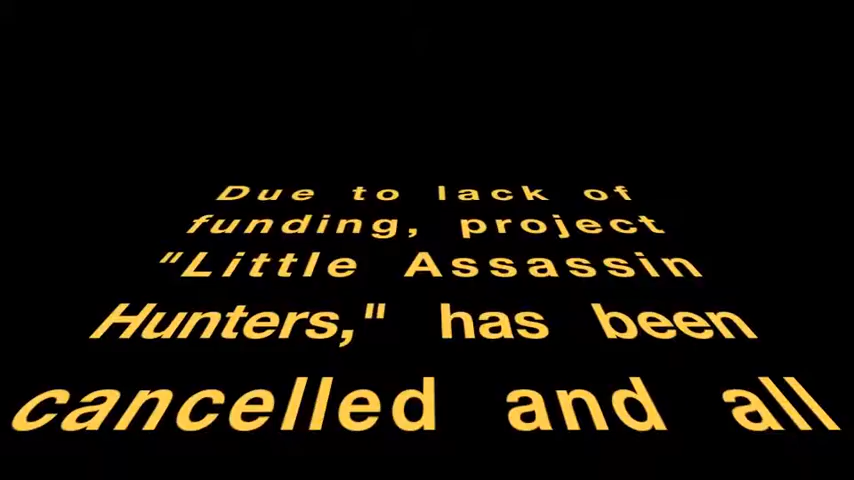 Due to lack of
funding, project
"Little Assassin
Hunters," has been
cancelled and all